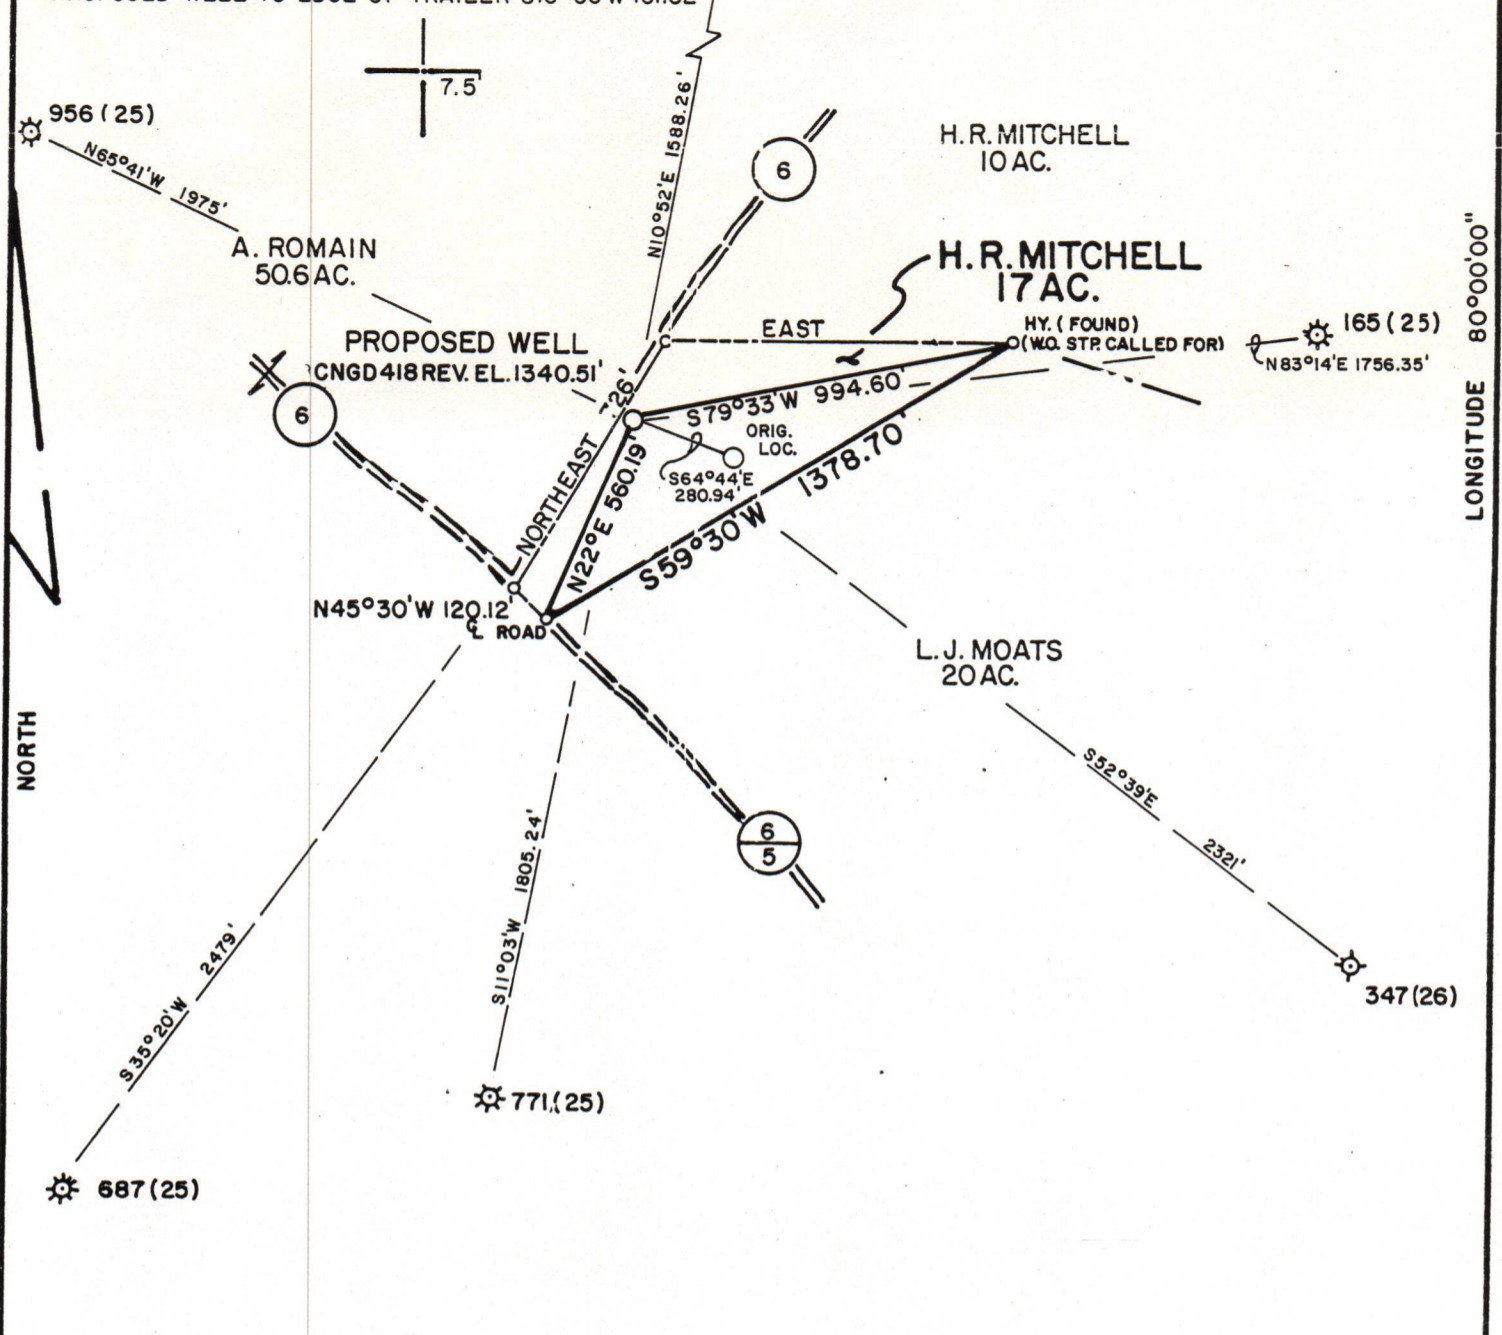 7.5'
956 (25)
N65°41'W 1975'
N10°52'E 1588.26'
6
H.R. MITCHELL
10 AC.
A. ROMAIN
50.6 AC.
H.R. MITCHELL
17 AC.
LONGITUDE 80°00'00"
PROPOSED WELL
CNGD 418 REV. EL. 1340.51'
EAST
HY. (FOUND)
(W.O. STP. CALLED FOR)
165 (25)
N83°14'E 1756.35'
6
S79°33'W 994.60'
ORIG.
LOC.
S64°44'E
280.94'
NORTHEAST 726'
N22°E 560.19'
S59°30'W 1378.70'
N45°30'W 120.12'
℄ ROAD
L.J. MOATS
20 AC.
NORTH
S52°39'E 2321'
6
5
S11°03'W 1805.24'
S35°20'W 2479'
347 (26)
771 (25)
687 (25)